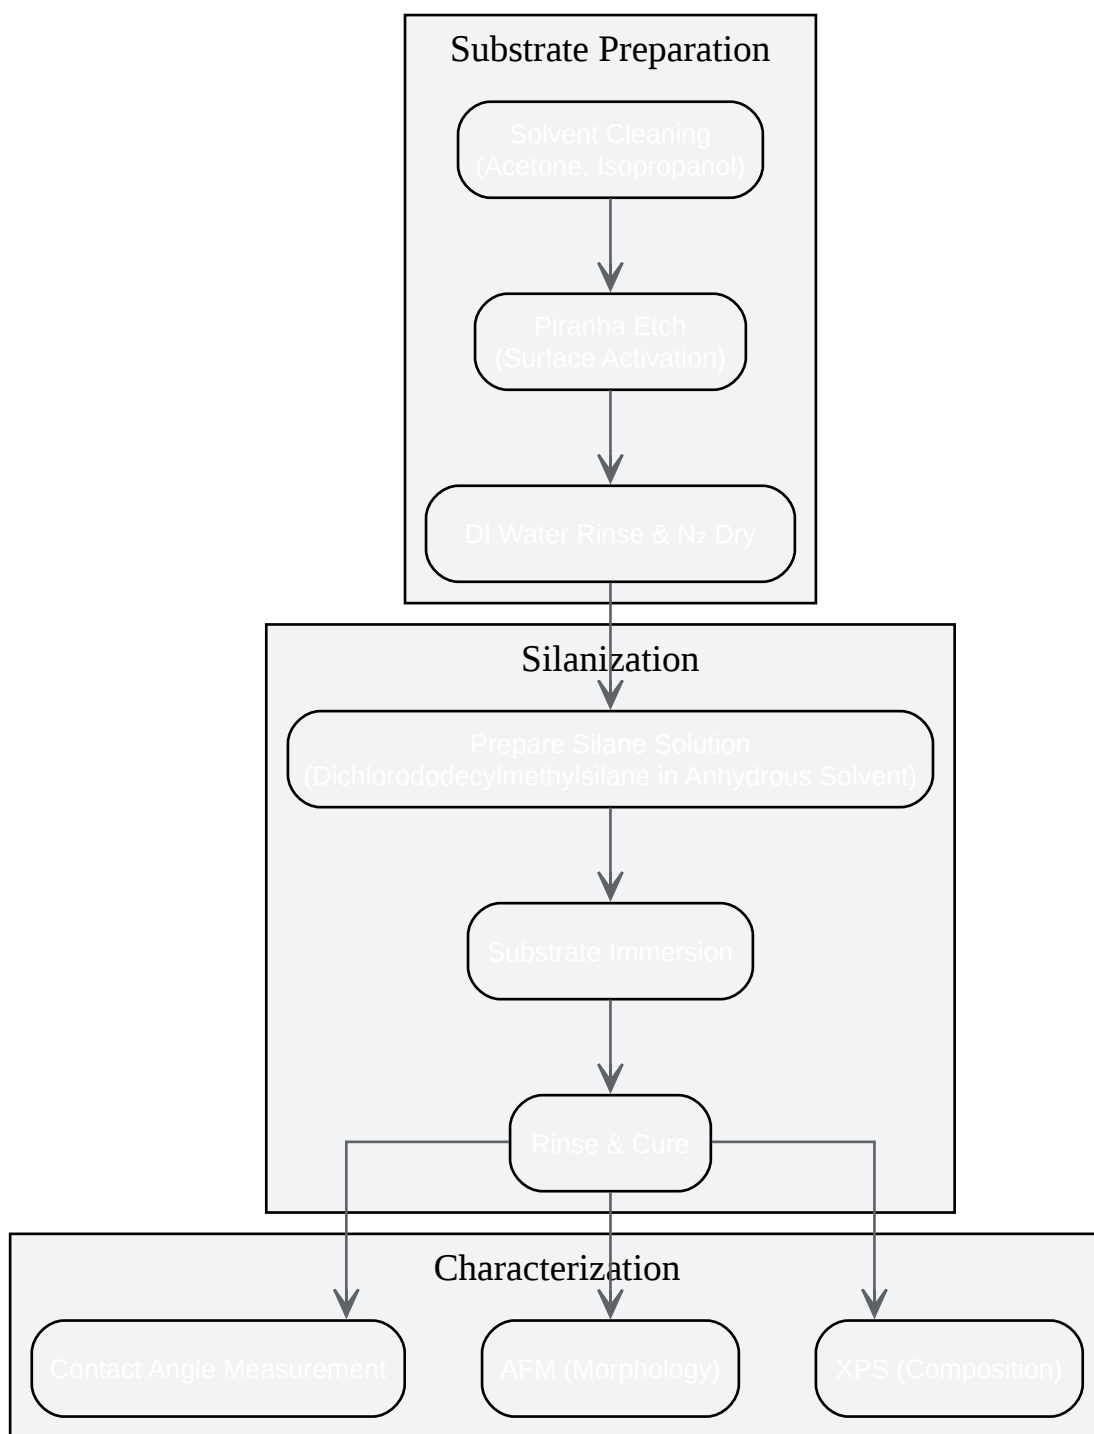 Substrate Preparation
Solvent Cleaning
(Acetone, Isopropanol)
Piranha Etch
(Surface Activation)
DI Water Rinse & N₂ Dry
Silanization
Prepare Silane Solution
(Dichlorododecylmethylsilane in Anhydrous Solvent)
Substrate Immersion
Rinse & Cure
Characterization
Contact Angle Measurement
AFM (Morphology)
XPS (Composition)